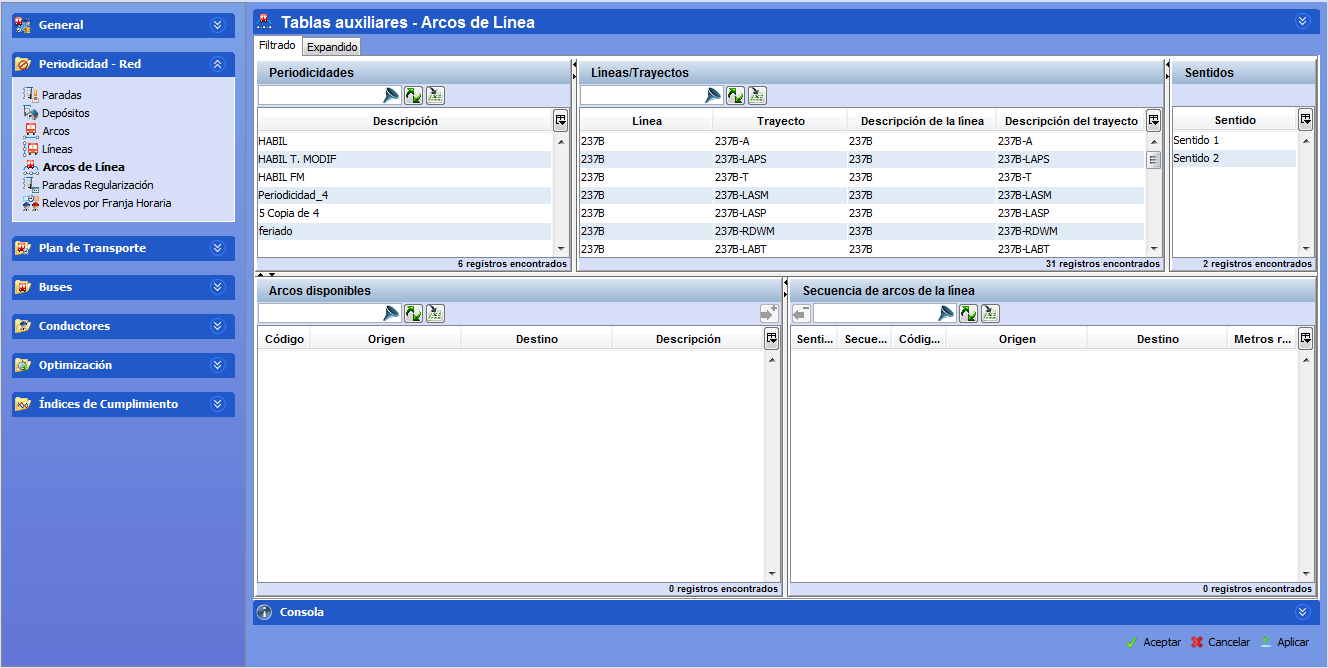 General
Periodicidad - Red
Paradas
Depósitos
Arcos
Líneas
Arcos de Línea
Paradas Regularización
Relevos por Franja Horaria
Plan de Transporte
Buses
Conductores
Optimización
Índices de Cumplimiento
Tablas auxiliares - Arcos de Línea
Filtrado Expandido
Periodicidades
Descripción
HABIL
HABIL T. MODIF
HABIL FM
Periodicidad_4
5 Copia de 4
feriado
6 registros encontrados
Líneas/Trayectos
Línea Trayecto Descripción de la línea Descripción del trayecto
237B 237B-A 237B 237B-A
237B 237B-LAPS 237B 237B-LAPS
237B 237B-T 237B 237B-T
237B 237B-LASM 237B 237B-LASM
237B 237B-LASP 237B 237B-LASP
237B 237B-RDWM 237B 237B-RDWM
237B 237B-LABT 237B 237B-LABT
31 registros encontrados
Sentidos
Sentido
Sentido 1
Sentido 2
2 registros encontrados
Arcos disponibles
Código Origen Destino Descripción
0 registros encontrados
Secuencia de arcos de la línea
Senti... Secue... Códig... Origen Destino Metros r...
0 registros encontrados
Consola
Aceptar Cancelar Aplicar